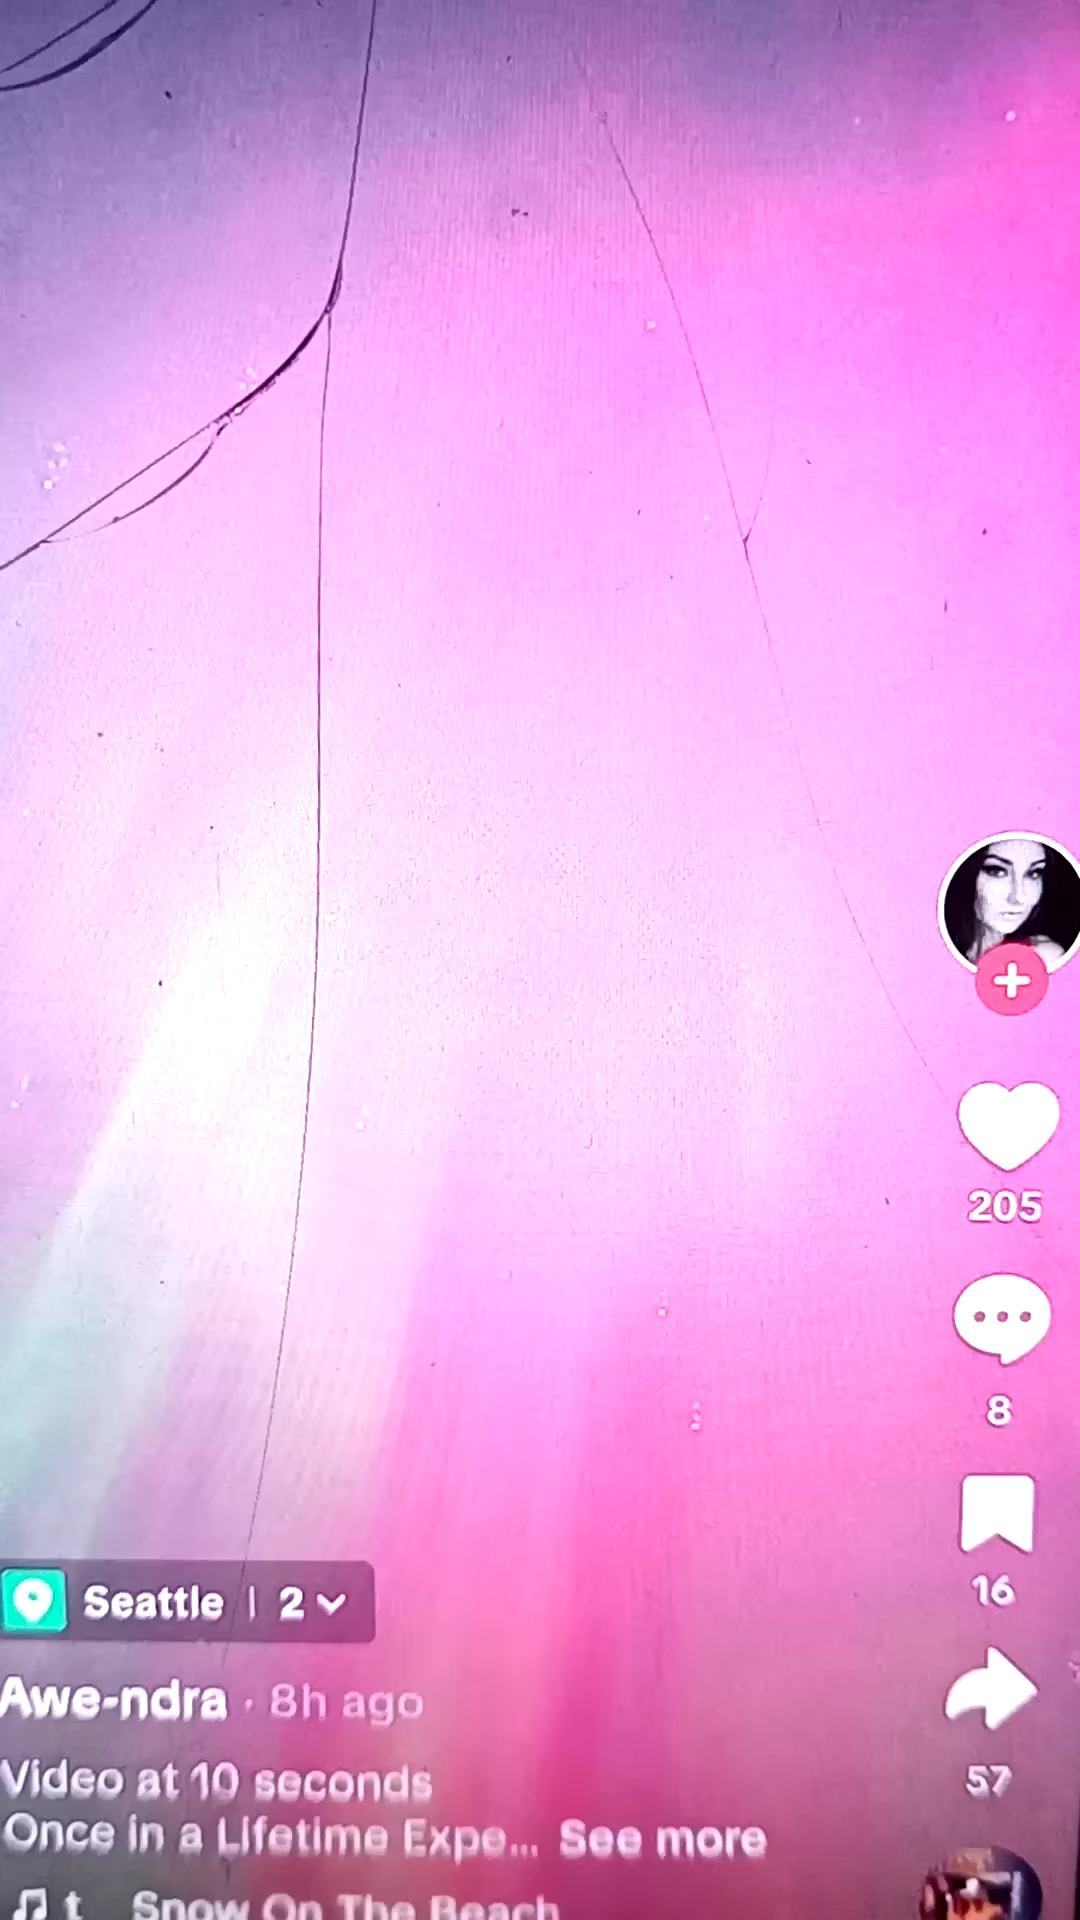 205
8
16
57
Seattle | 2
Awe-ndra · 8h ago
Video at 10 seconds
Once in a Lifetime Expe... See more
t Snow On The Beach